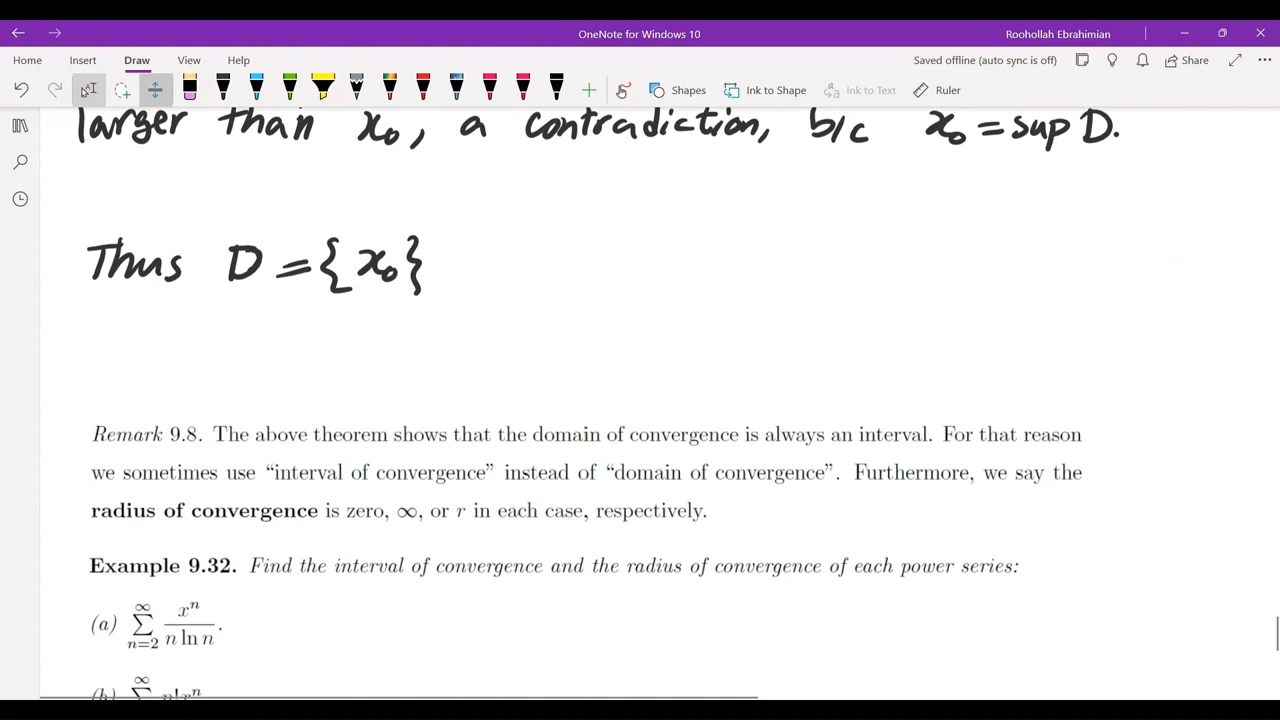 OneNote for Windows 10
Roohollah Ebrahimian
Home Insert Draw View Help
Saved offline (auto sync is off) Share
Shapes Ink to Shape Ink to Text Ruler
larger than x₀, a contradiction, b/c x₀ = sup D.
Thus D = {x₀}
Remark 9.8. The above theorem shows that the domain of convergence is always an interval. For that reason
we sometimes use “interval of convergence” instead of “domain of convergence”. Furthermore, we say the
radius of convergence is zero, ∞, or r in each case, respectively.
Example 9.32. Find the interval of convergence and the radius of convergence of each power series:
(a) ∑_{n=2}^{∞} xⁿ / (n ln n).
(b) ∑^{∞} n!xⁿ